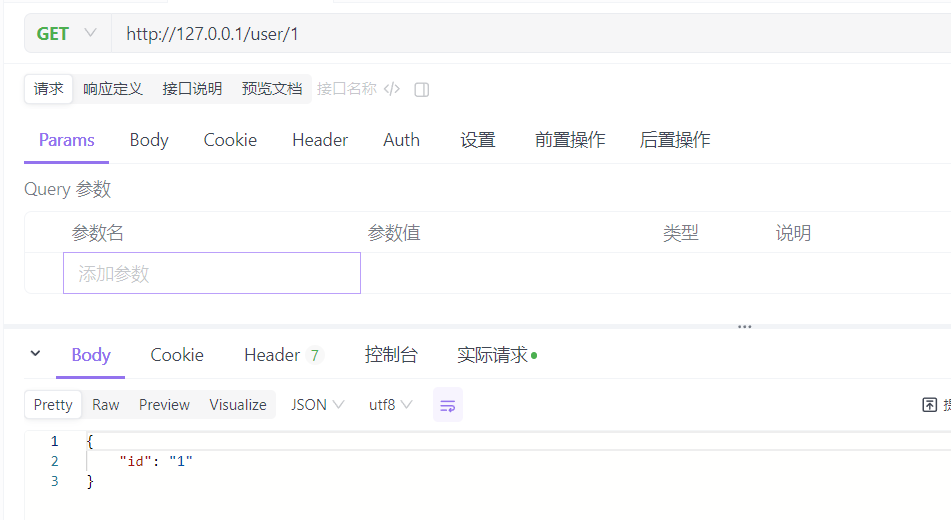 GET http://127.0.0.1/user/1
请求 响应定义 接口说明 预览文档 接口名称 </>
Params Body Cookie Header Auth 设置 前置操作 后置操作
Query 参数
参数名 参数值 类型 说明
添加参数
Body Cookie Header 7 控制台 实际请求
Pretty Raw Preview Visualize JSON utf8
1 {
2 "id": "1"
3 }